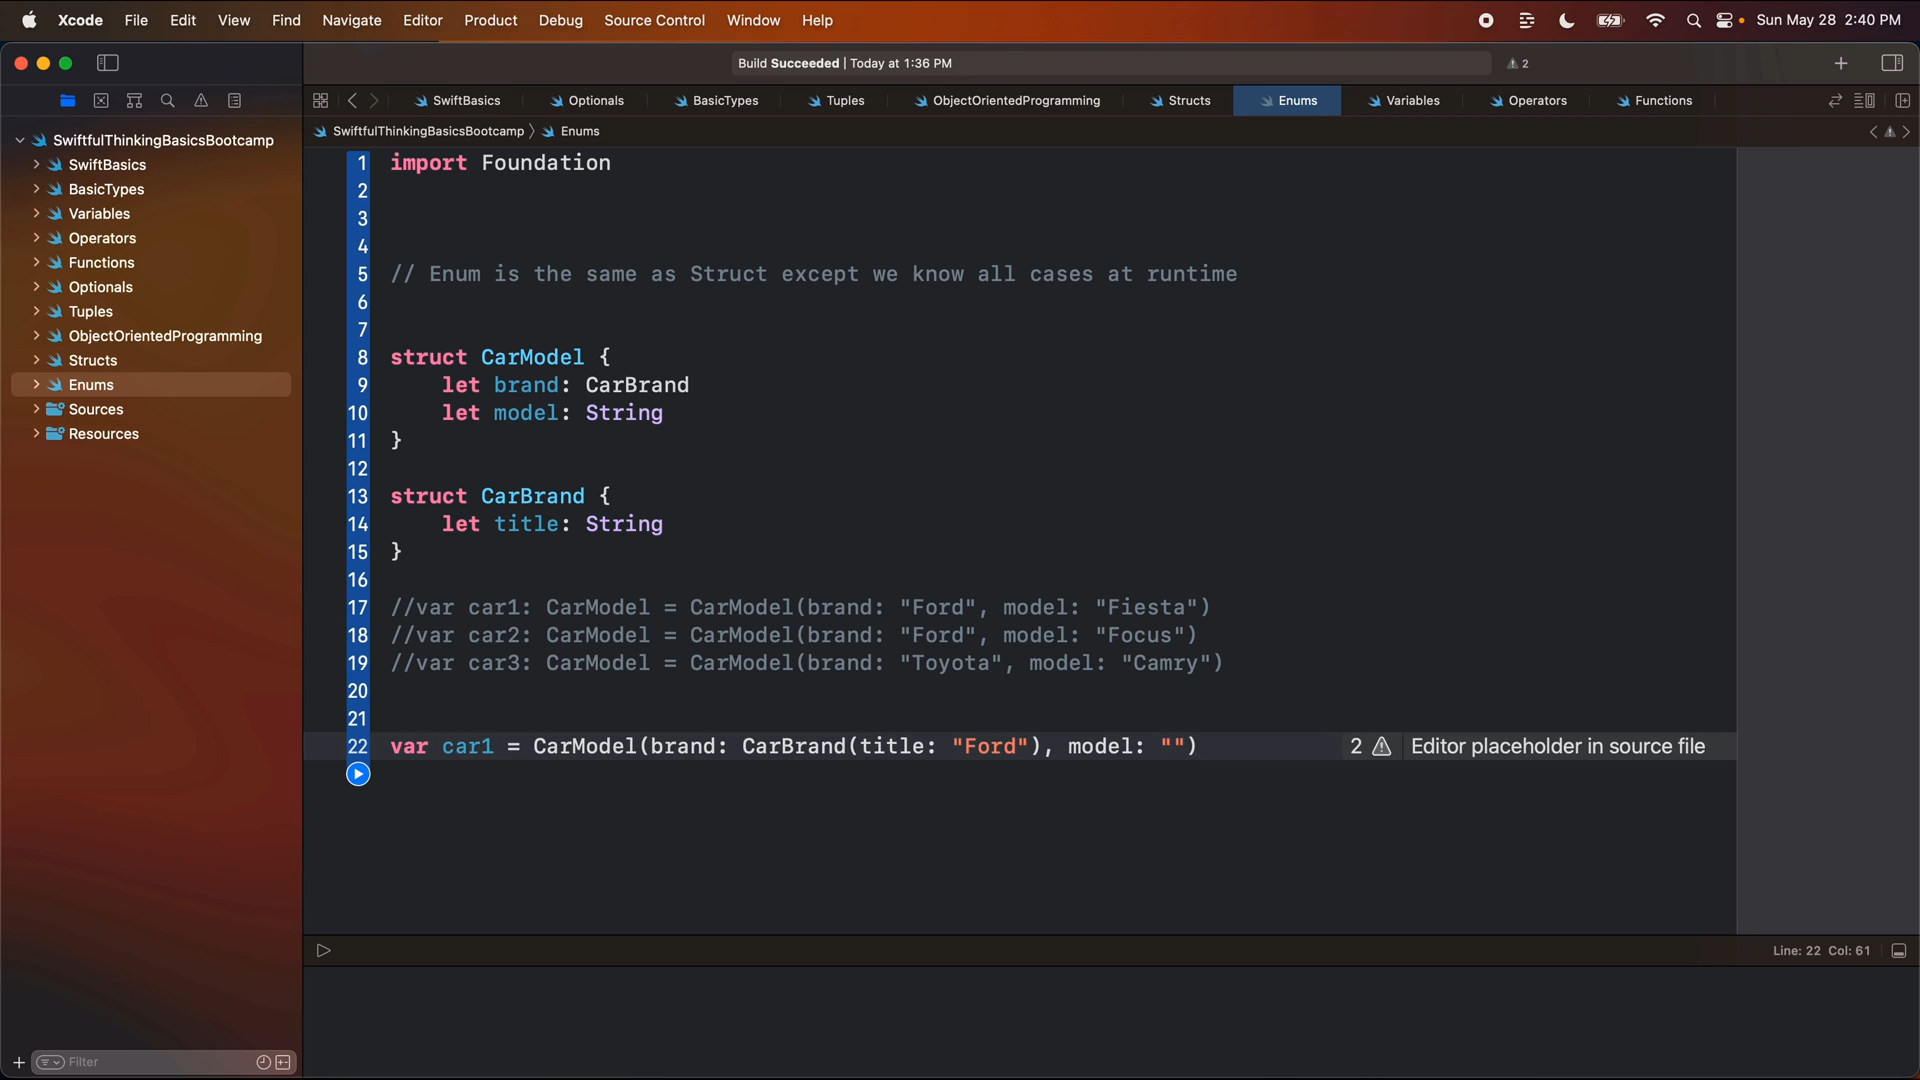 Xcode File Edit View Find Navigate Editor Product Debug Source Control Window Help Sun May 28 2:40 PM
Build Succeeded | Today at 1:36 PM 2
SwiftBasics Optionals BasicTypes Tuples ObjectOrientedProgramming Structs Enums Variables Operators Functions
SwiftfulThinkingBasicsBootcamp Enums
SwiftfulThinkingBasicsBootcamp
SwiftBasics
BasicTypes
Variables
Operators
Functions
Optionals
Tuples
ObjectOrientedProgramming
Structs
Enums
Sources
Resources
1 import Foundation
2
3
4
5 // Enum is the same as Struct except we know all cases at runtime
6
7
8 struct CarModel {
9 let brand: CarBrand
10 let model: String
11 }
12
13 struct CarBrand {
14 let title: String
15 }
16
17 //var car1: CarModel = CarModel(brand: "Ford", model: "Fiesta")
18 //var car2: CarModel = CarModel(brand: "Ford", model: "Focus")
19 //var car3: CarModel = CarModel(brand: "Toyota", model: "Camry")
20
21
22 var car1 = CarModel(brand: CarBrand(title: "Ford"), model: "") 2 Editor placeholder in source file
Line: 22 Col: 61
Filter